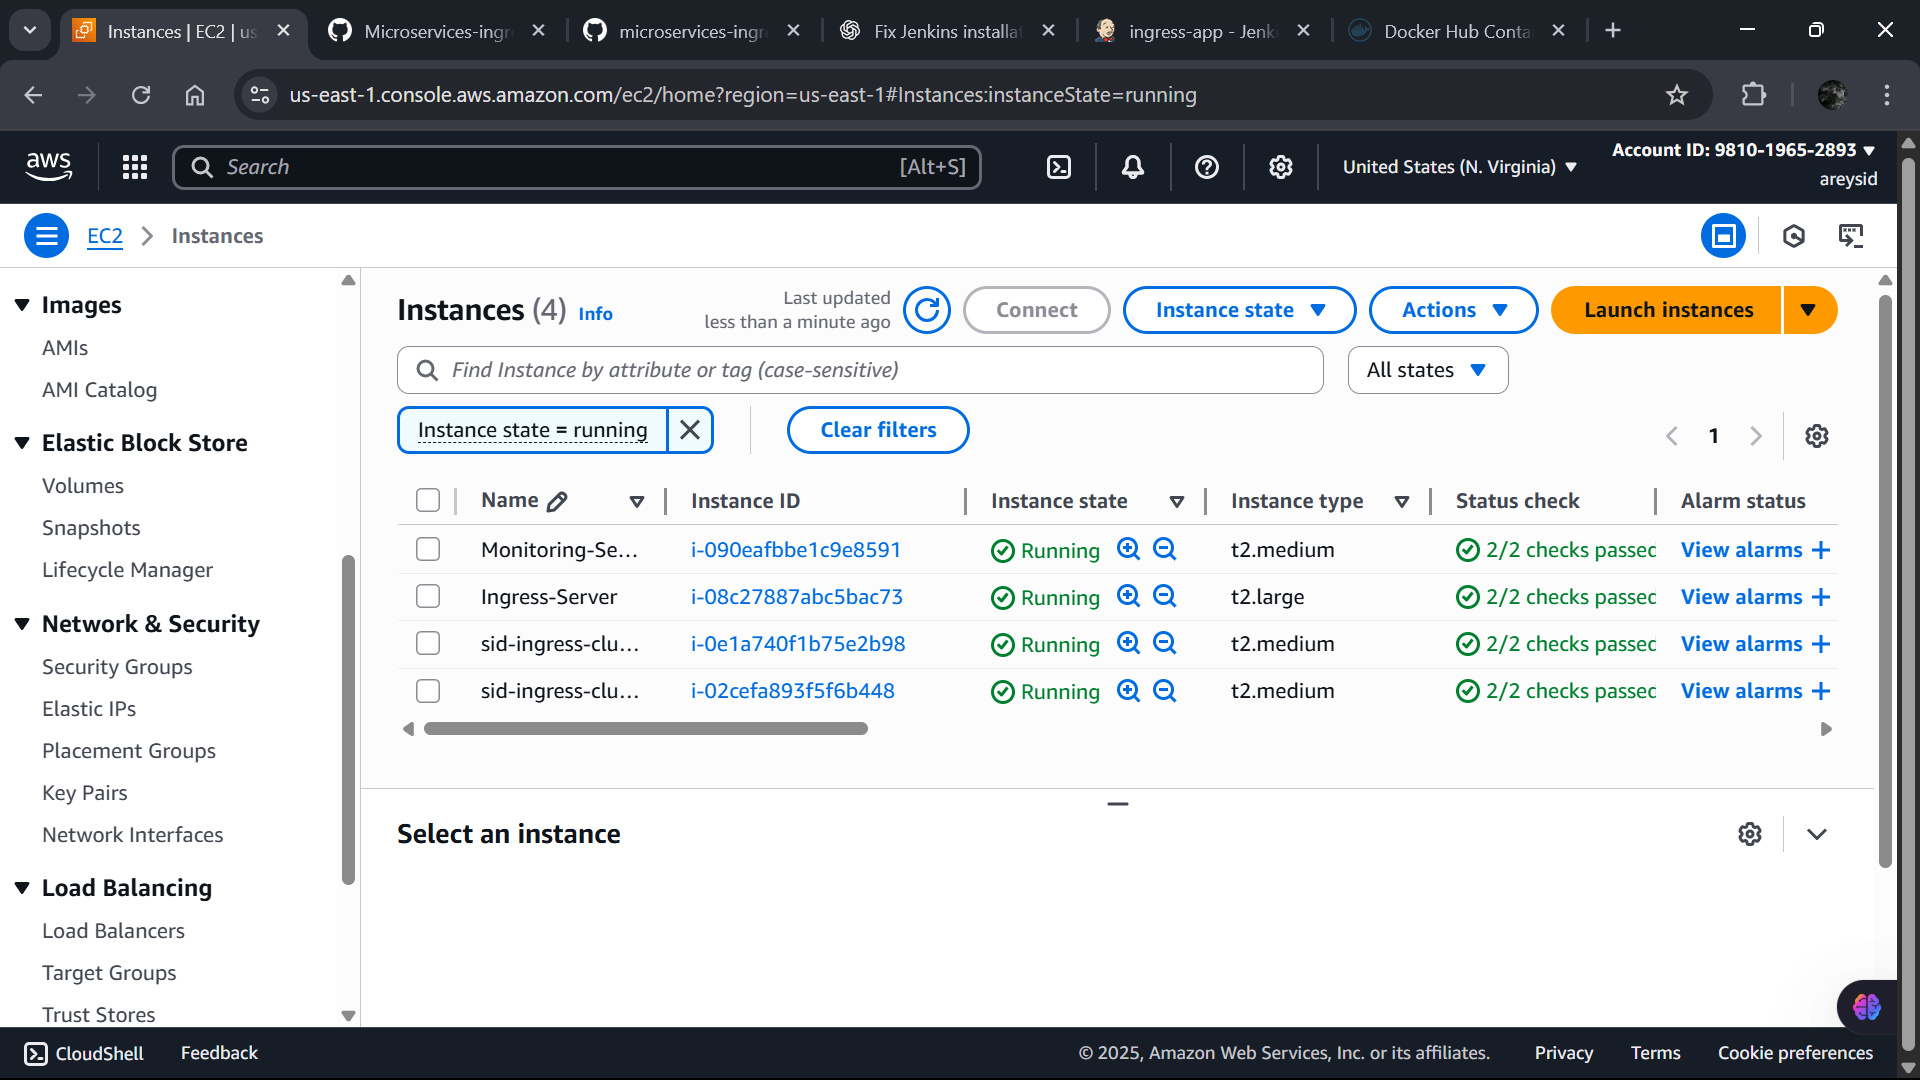 Instances | EC2 | us
Microservices-ingr
microservices-ingr
Fix Jenkins installat
ingress-app - Jenki
Docker Hub Conta
us-east-1.console.aws.amazon.com/ec2/home?region=us-east-1#Instances:instanceState=running
aws
Search
[Alt+S]
United States (N. Virginia)
Account ID: 9810-1965-2893
areysid
EC2
Instances
Images
AMIs
AMI Catalog
Elastic Block Store
Volumes
Snapshots
Lifecycle Manager
Network & Security
Security Groups
Elastic IPs
Placement Groups
Key Pairs
Network Interfaces
Load Balancing
Load Balancers
Target Groups
Trust Stores
Instances (4) Info
Last updated
less than a minute ago
Connect
Instance state
Actions
Launch instances
Find Instance by attribute or tag (case-sensitive)
All states
Instance state = running
Clear filters
1
Name Instance ID Instance state Instance type Status check Alarm status
Monitoring-Se... i-090eafbbe1c9e8591 Running t2.medium 2/2 checks passed View alarms
Ingress-Server i-08c27887abc5bac73 Running t2.large 2/2 checks passed View alarms
sid-ingress-clu... i-0e1a740f1b75e2b98 Running t2.medium 2/2 checks passed View alarms
sid-ingress-clu... i-02cefa893f5f6b448 Running t2.medium 2/2 checks passed View alarms
Select an instance
CloudShell
Feedback
© 2025, Amazon Web Services, Inc. or its affiliates.
Privacy
Terms
Cookie preferences